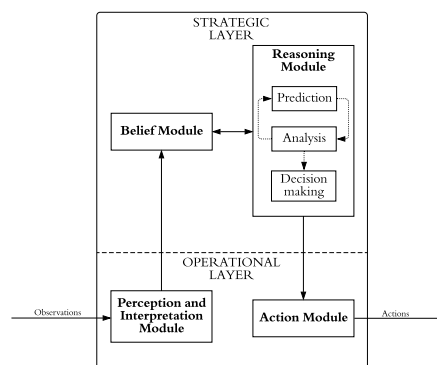 STRATEGIC
LAYER
Reasoning
Module
Prediction
Belief Module
Analysis
Decision
making
OPERATIONAL
LAYER
Observations
Perception and
Interpretation
Module
Action Module
Actions